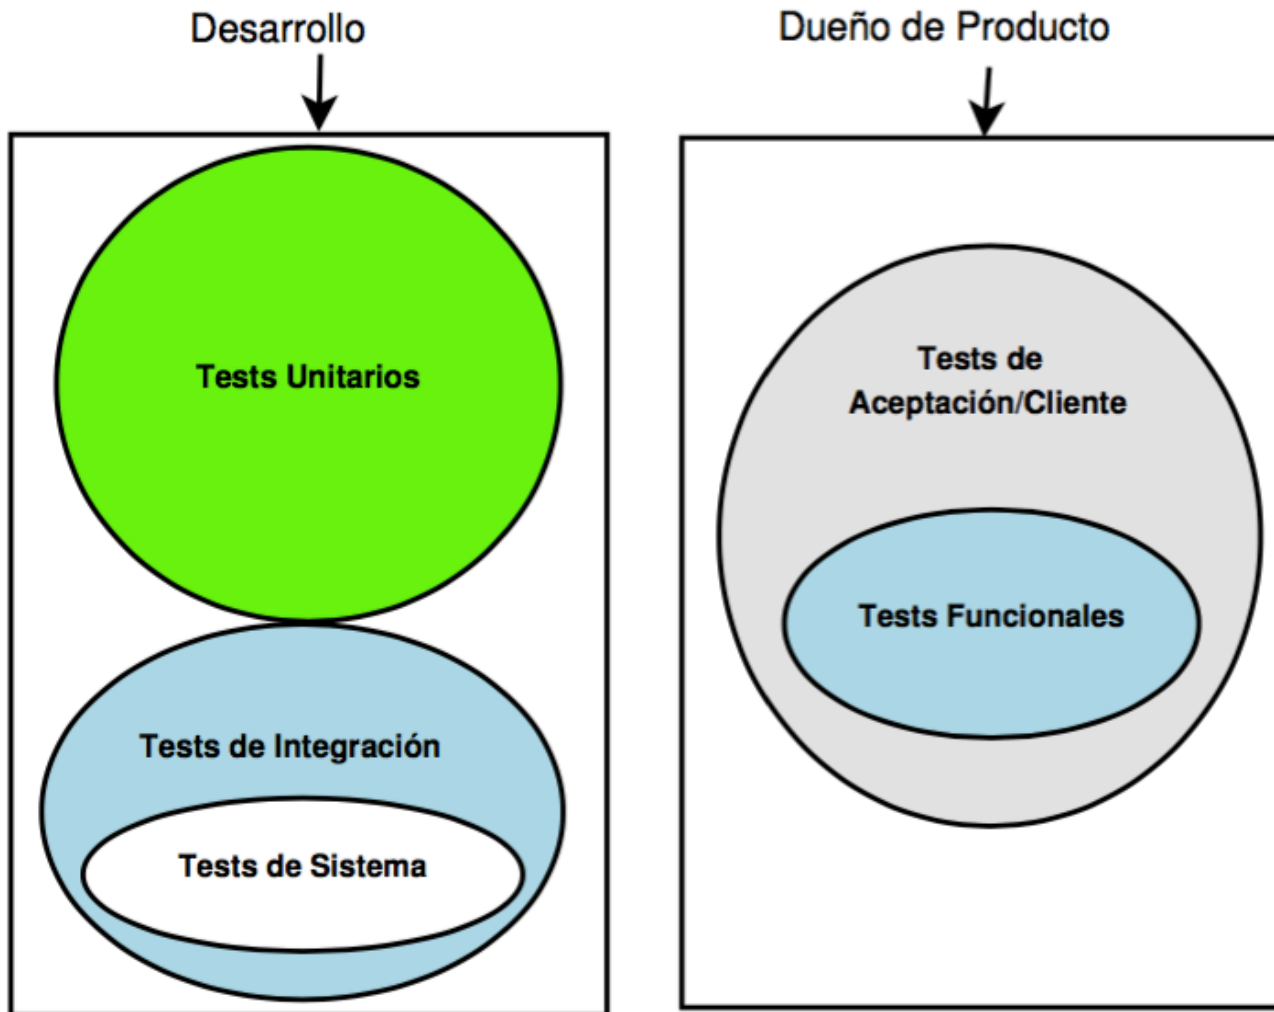 Desarrollo
Tests Unitarios
Tests de Integración
Tests de Sistema
Dueño de Producto
Tests de
Aceptación/Cliente
Tests Funcionales